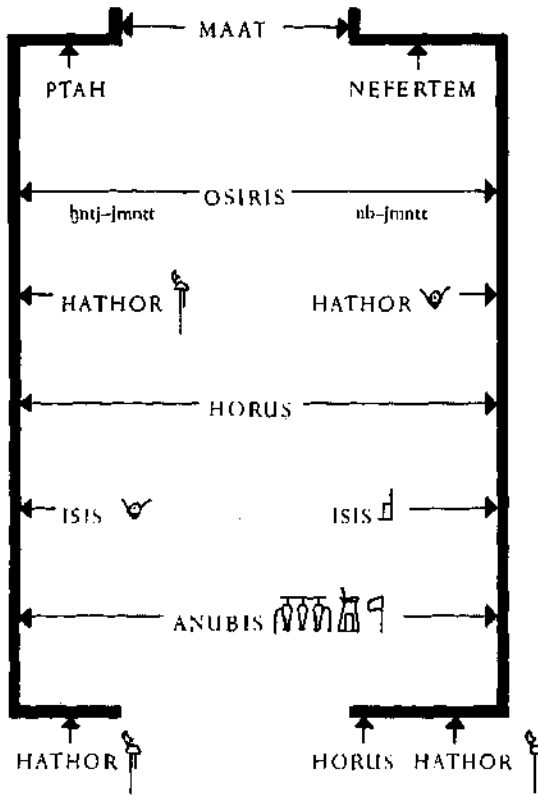 MAAT
PTAH NEFERTEM
OSIRIS
ḫntj-jmntt nb-jmntt
HATHOR HATHOR
HORUS
ISIS ISIS
ANUBIS
HATHOR HORUS HATHOR